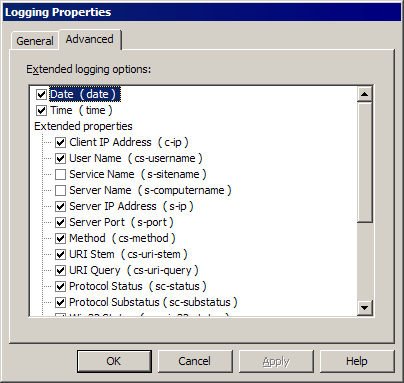 Logging Properties
General Advanced
Extended logging options:
Date ( date )
Time ( time )
Extended properties
Client IP Address ( c-ip )
User Name ( cs-username )
Service Name ( s-sitename )
Server Name ( s-computername )
Server IP Address ( s-ip )
Server Port ( s-port )
Method ( cs-method )
URI Stem ( cs-uri-stem )
URI Query ( cs-uri-query )
Protocol Status ( sc-status )
Protocol Substatus ( sc-substatus )
OK Cancel Apply Help